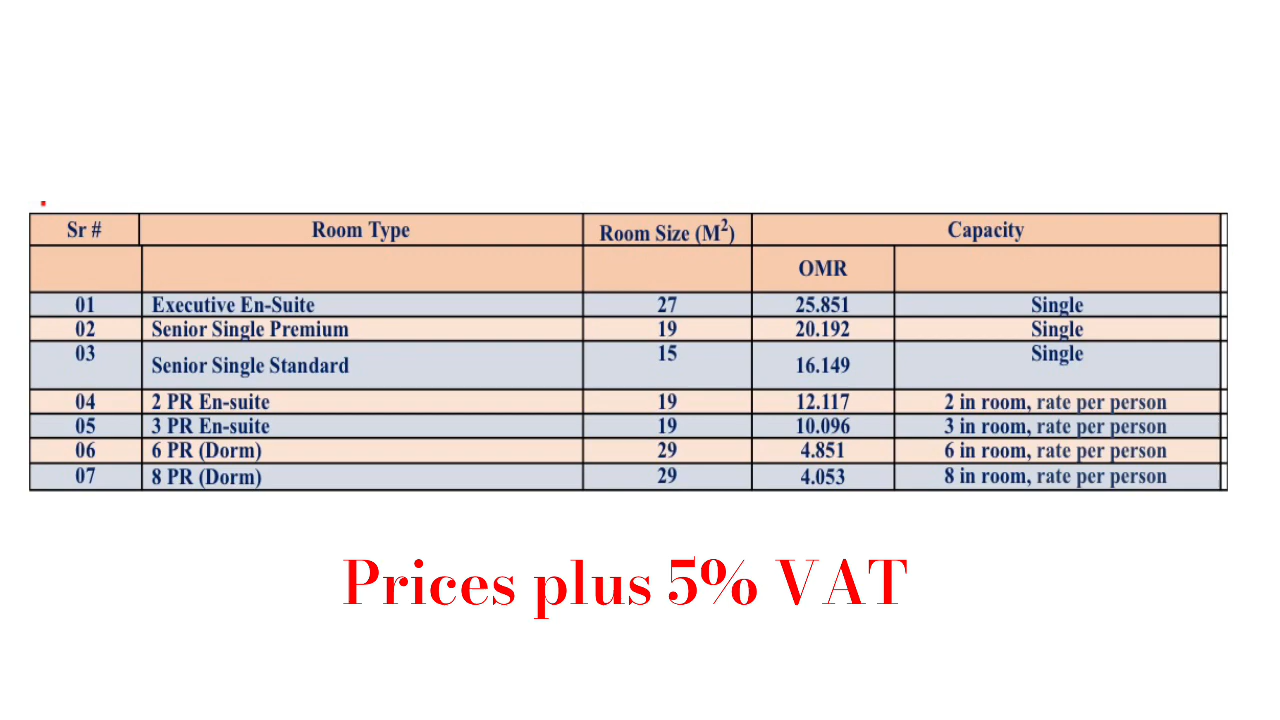 Sr # Room Type Room Size (M²) Capacity
OMR
01 Executive En-Suite 27 25.851 Single
02 Senior Single Premium 19 20.192 Single
03 Senior Single Standard 15 16.149 Single
04 2 PR En-suite 19 12.117 2 in room, rate per person
05 3 PR En-suite 19 10.096 3 in room, rate per person
06 6 PR (Dorm) 29 4.851 6 in room, rate per person
07 8 PR (Dorm) 29 4.053 8 in room, rate per person
Prices plus 5% VAT